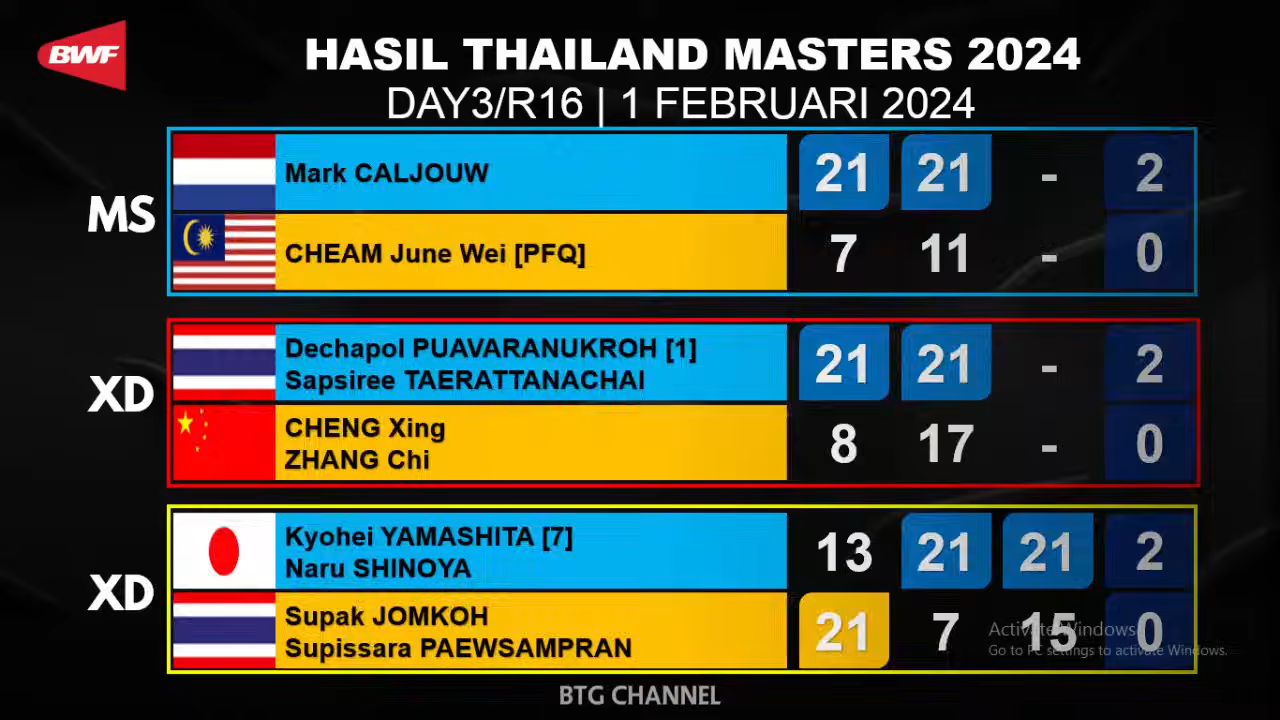 BWF
HASIL THAILAND MASTERS 2024
DAY3/R16 | 1 FEBRUARI 2024
MS
Mark CALJOUW 21 21 - 2
CHEAM June Wei [PFQ] 7 11 - 0
XD
Dechapol PUAVARANUKROH [1]
Sapsiree TAERATTANACHAI
21 21 - 2
CHENG Xing
ZHANG Chi
8 17 - 0
XD
Kyohei YAMASHITA [7]
Naru SHINOYA
13 21 21 2
Supak JOMKOH
Supissara PAEWSAMPRAN
21 7 15 0
Activate Windows
Go to PC settings to activate Windows.
BTG CHANNEL